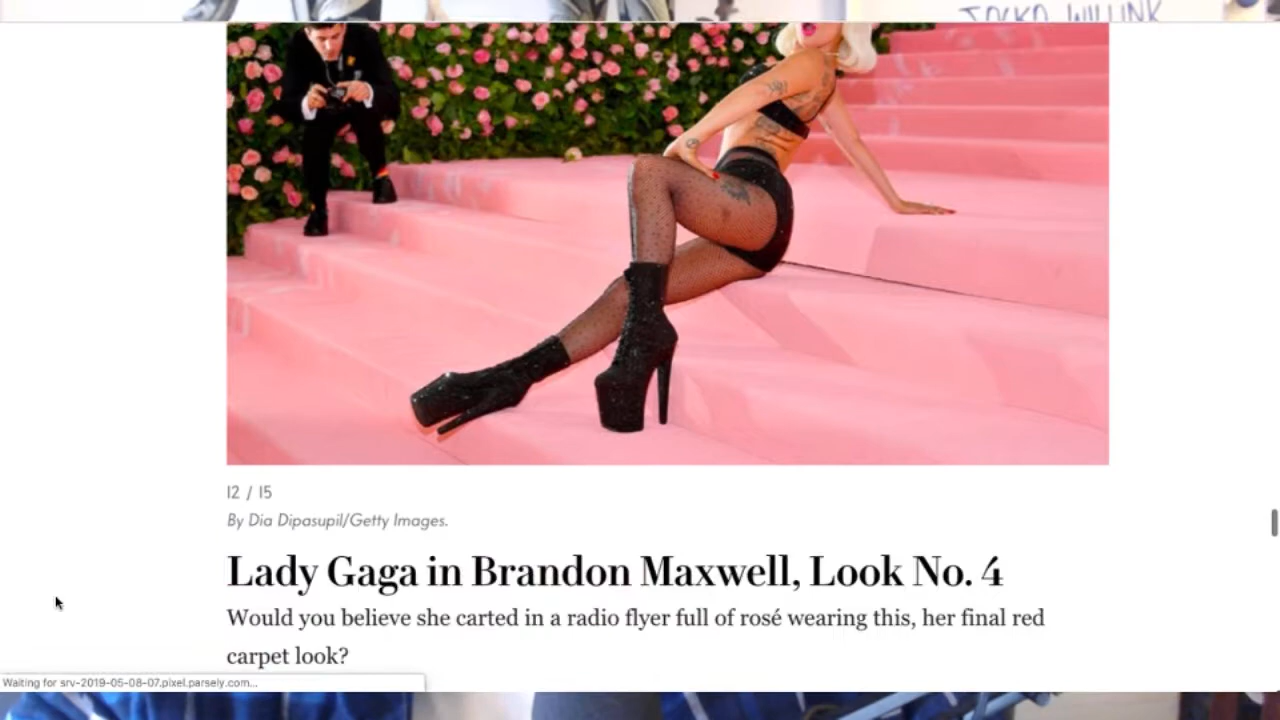 JOCKO WILLINK
12 / 15
By Dia Dipasupil/Getty Images.
Lady Gaga in Brandon Maxwell, Look No. 4
Would you believe she carted in a radio flyer full of rosé wearing this, her final red
carpet look?
Waiting for srv-2019-05-08-07.pixel.parsely.com...